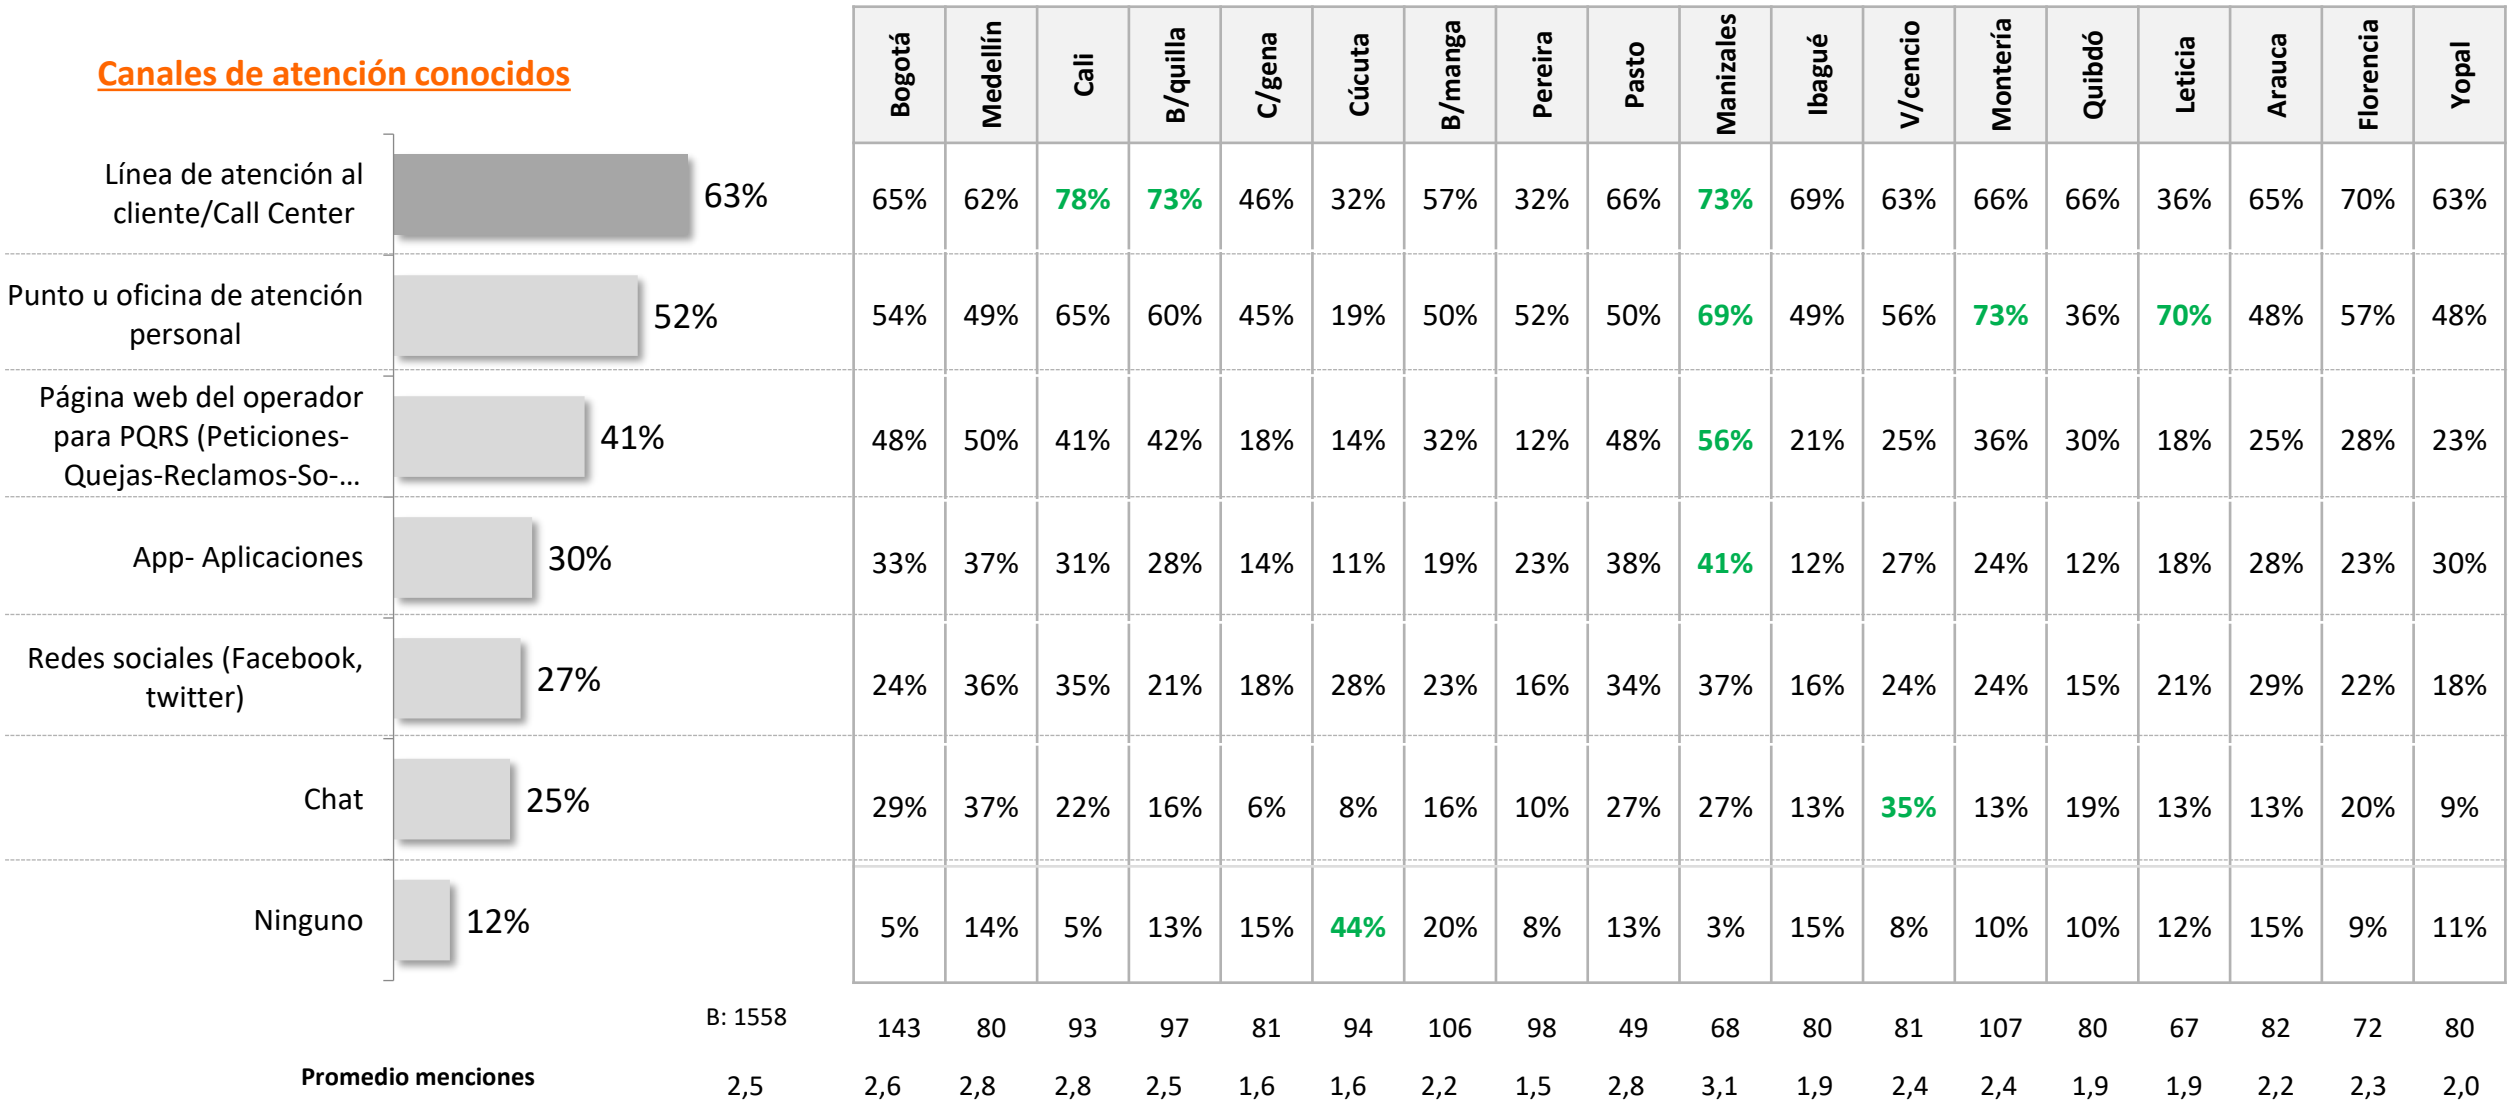 Canales de atención conocidos
Bogotá Medellín Cali B/quilla C/gena Cúcuta B/manga Pereira Pasto Manizales Ibagué V/cencio Montería Quibdó Leticia Arauca Florencia Yopal
Línea de atención al
cliente/Call Center
63% 65% 62% 78% 73% 46% 32% 57% 32% 66% 73% 69% 63% 66% 66% 36% 65% 70% 63%
Punto u oficina de atención
personal
52% 54% 49% 65% 60% 45% 19% 50% 52% 50% 69% 49% 56% 73% 36% 70% 48% 57% 48%
Página web del operador
para PQRS (Peticiones-
Quejas-Reclamos-So-...
41% 48% 50% 41% 42% 18% 14% 32% 12% 48% 56% 21% 25% 36% 30% 18% 25% 28% 23%
App- Aplicaciones 30% 33% 37% 31% 28% 14% 11% 19% 23% 38% 41% 12% 27% 24% 12% 18% 28% 23% 30%
Redes sociales (Facebook,
twitter)
27% 24% 36% 35% 21% 18% 28% 23% 16% 34% 37% 16% 24% 24% 15% 21% 29% 22% 18%
Chat 25% 29% 37% 22% 16% 6% 8% 16% 10% 27% 27% 13% 35% 13% 19% 13% 13% 20% 9%
Ninguno 12% 5% 14% 5% 13% 15% 44% 20% 8% 13% 3% 15% 8% 10% 10% 12% 15% 9% 11%
B: 1558 143 80 93 97 81 94 106 98 49 68 80 81 107 80 67 82 72 80
Promedio menciones 2,5 2,6 2,8 2,8 2,5 1,6 1,6 2,2 1,5 2,8 3,1 1,9 2,4 2,4 1,9 1,9 2,2 2,3 2,0